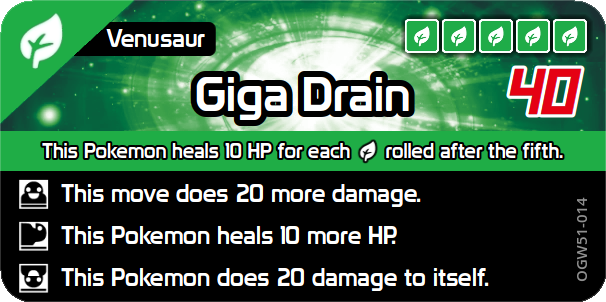 Venusaur
Giga Drain
40
This Pokemon heals 10 HP for each rolled after the fifth.
This move does 20 more damage.
This Pokemon heals 10 more HP.
This Pokemon does 20 damage to itself.
OGW51-014